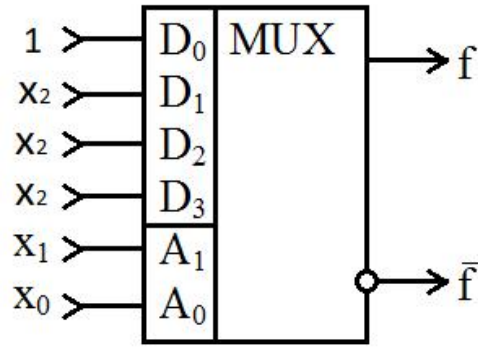 1 D₀ MUX f
x₂ D₁
x₂ D₂
x₂ D₃
x₁ A₁
x₀ A₀ f̄